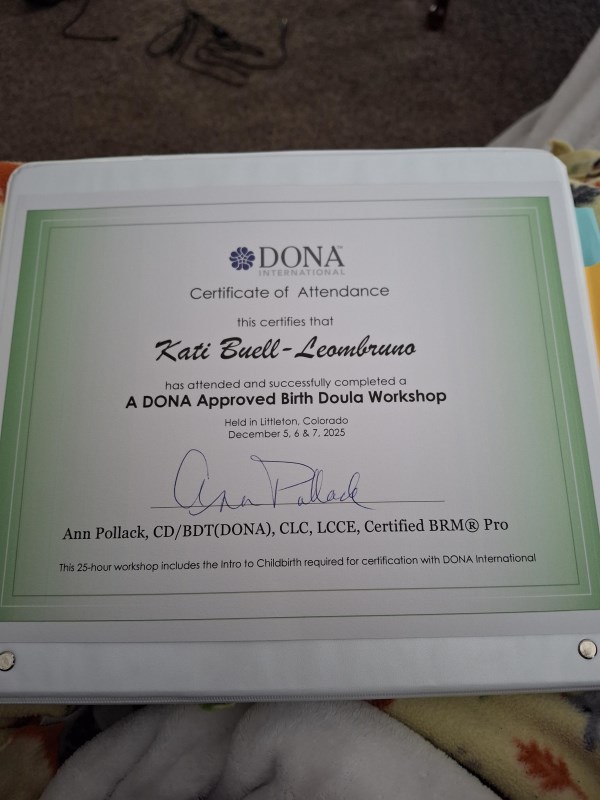 DONA™
INTERNATIONAL
Certificate of Attendance
this certifies that
Kati Buell-Leombruno
has attended and successfully completed a
A DONA Approved Birth Doula Workshop
Held in Littleton, Colorado
December 5, 6 & 7, 2025
Ann Pollack
Ann Pollack, CD/BDT(DONA), CLC, LCCE, Certified BRM® Pro
This 25-hour workshop includes the Intro to Childbirth required for certification with DONA International